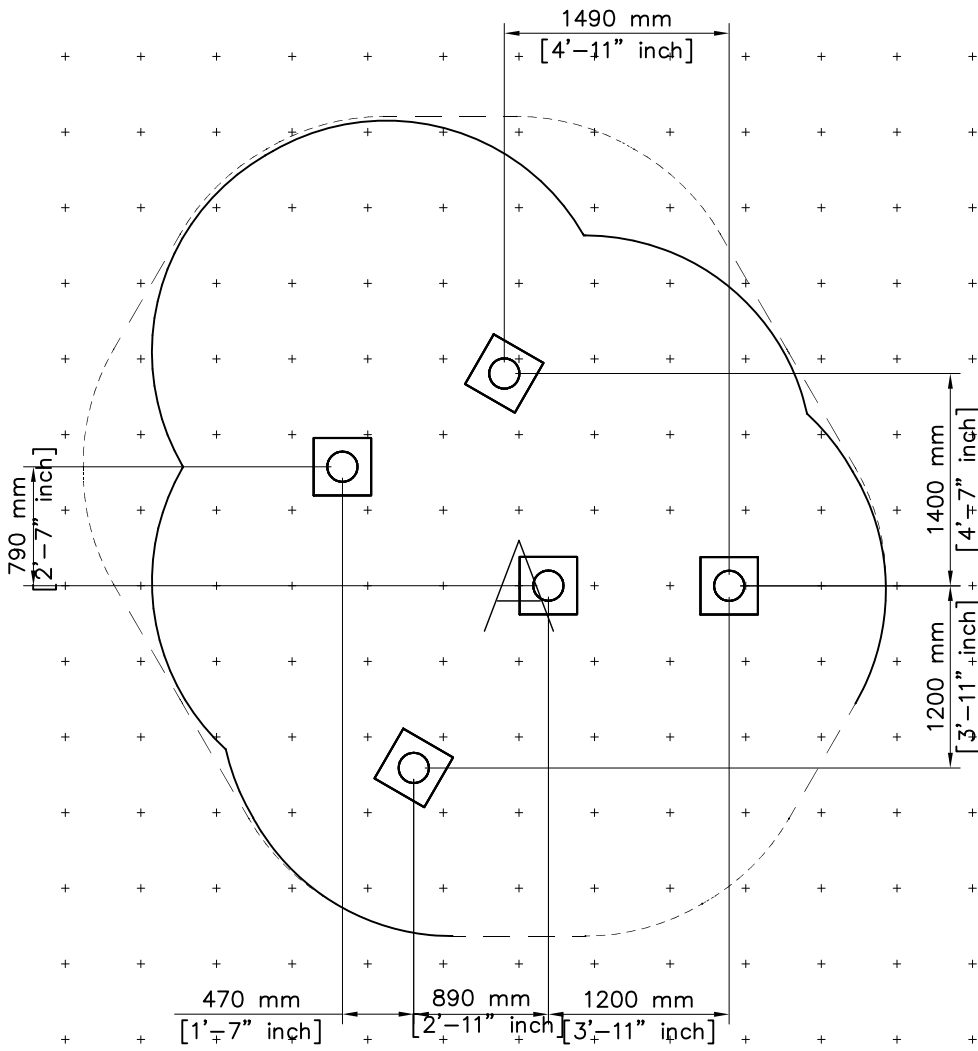 1490 mm
[4'-11" inch]
790 mm
[2'-7" inch]
1400 mm
[4'-7" inch]
A
1200 mm
[3'-11" inch]
470 mm
[1'-7" inch]
890 mm
[2'-11" inch]
1200 mm
[3'-11" inch]